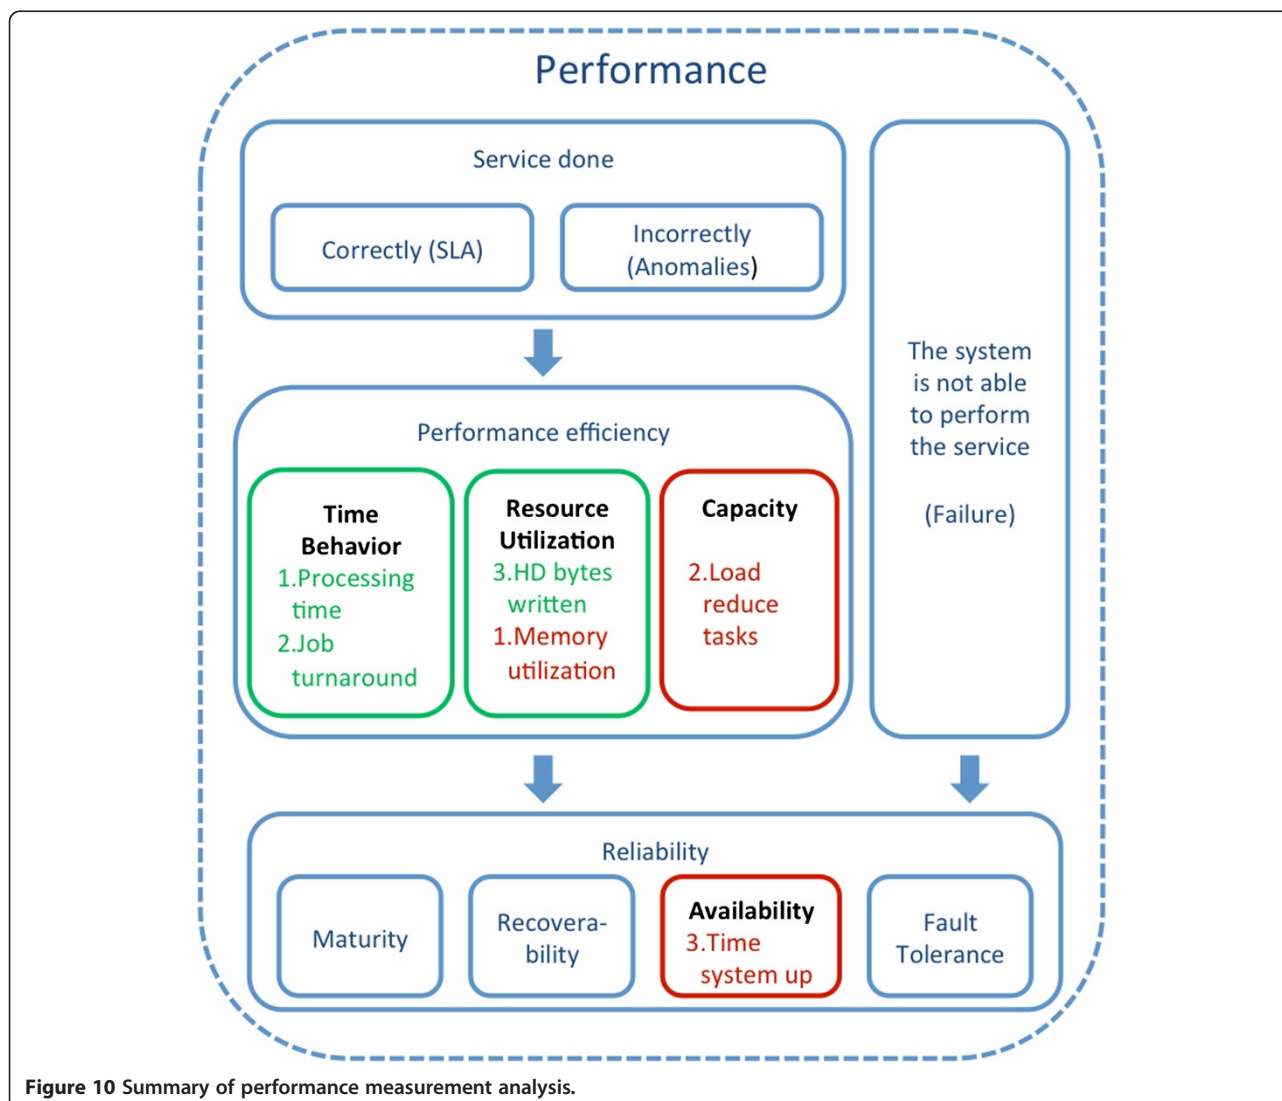 Performance
Service done
Correctly (SLA)
Incorrectly
(Anomalies)
The system
is not able
to perform
the service
(Failure)
Performance efficiency
Time
Behavior
1.Processing
time
2.Job
turnaround
Resource
Utilization
3.HD bytes
written
1.Memory
utilization
Capacity
2.Load
reduce
tasks
Reliability
Maturity
Recovera-
bility
Availability
3.Time
system up
Fault
Tolerance
Figure 10 Summary of performance measurement analysis.